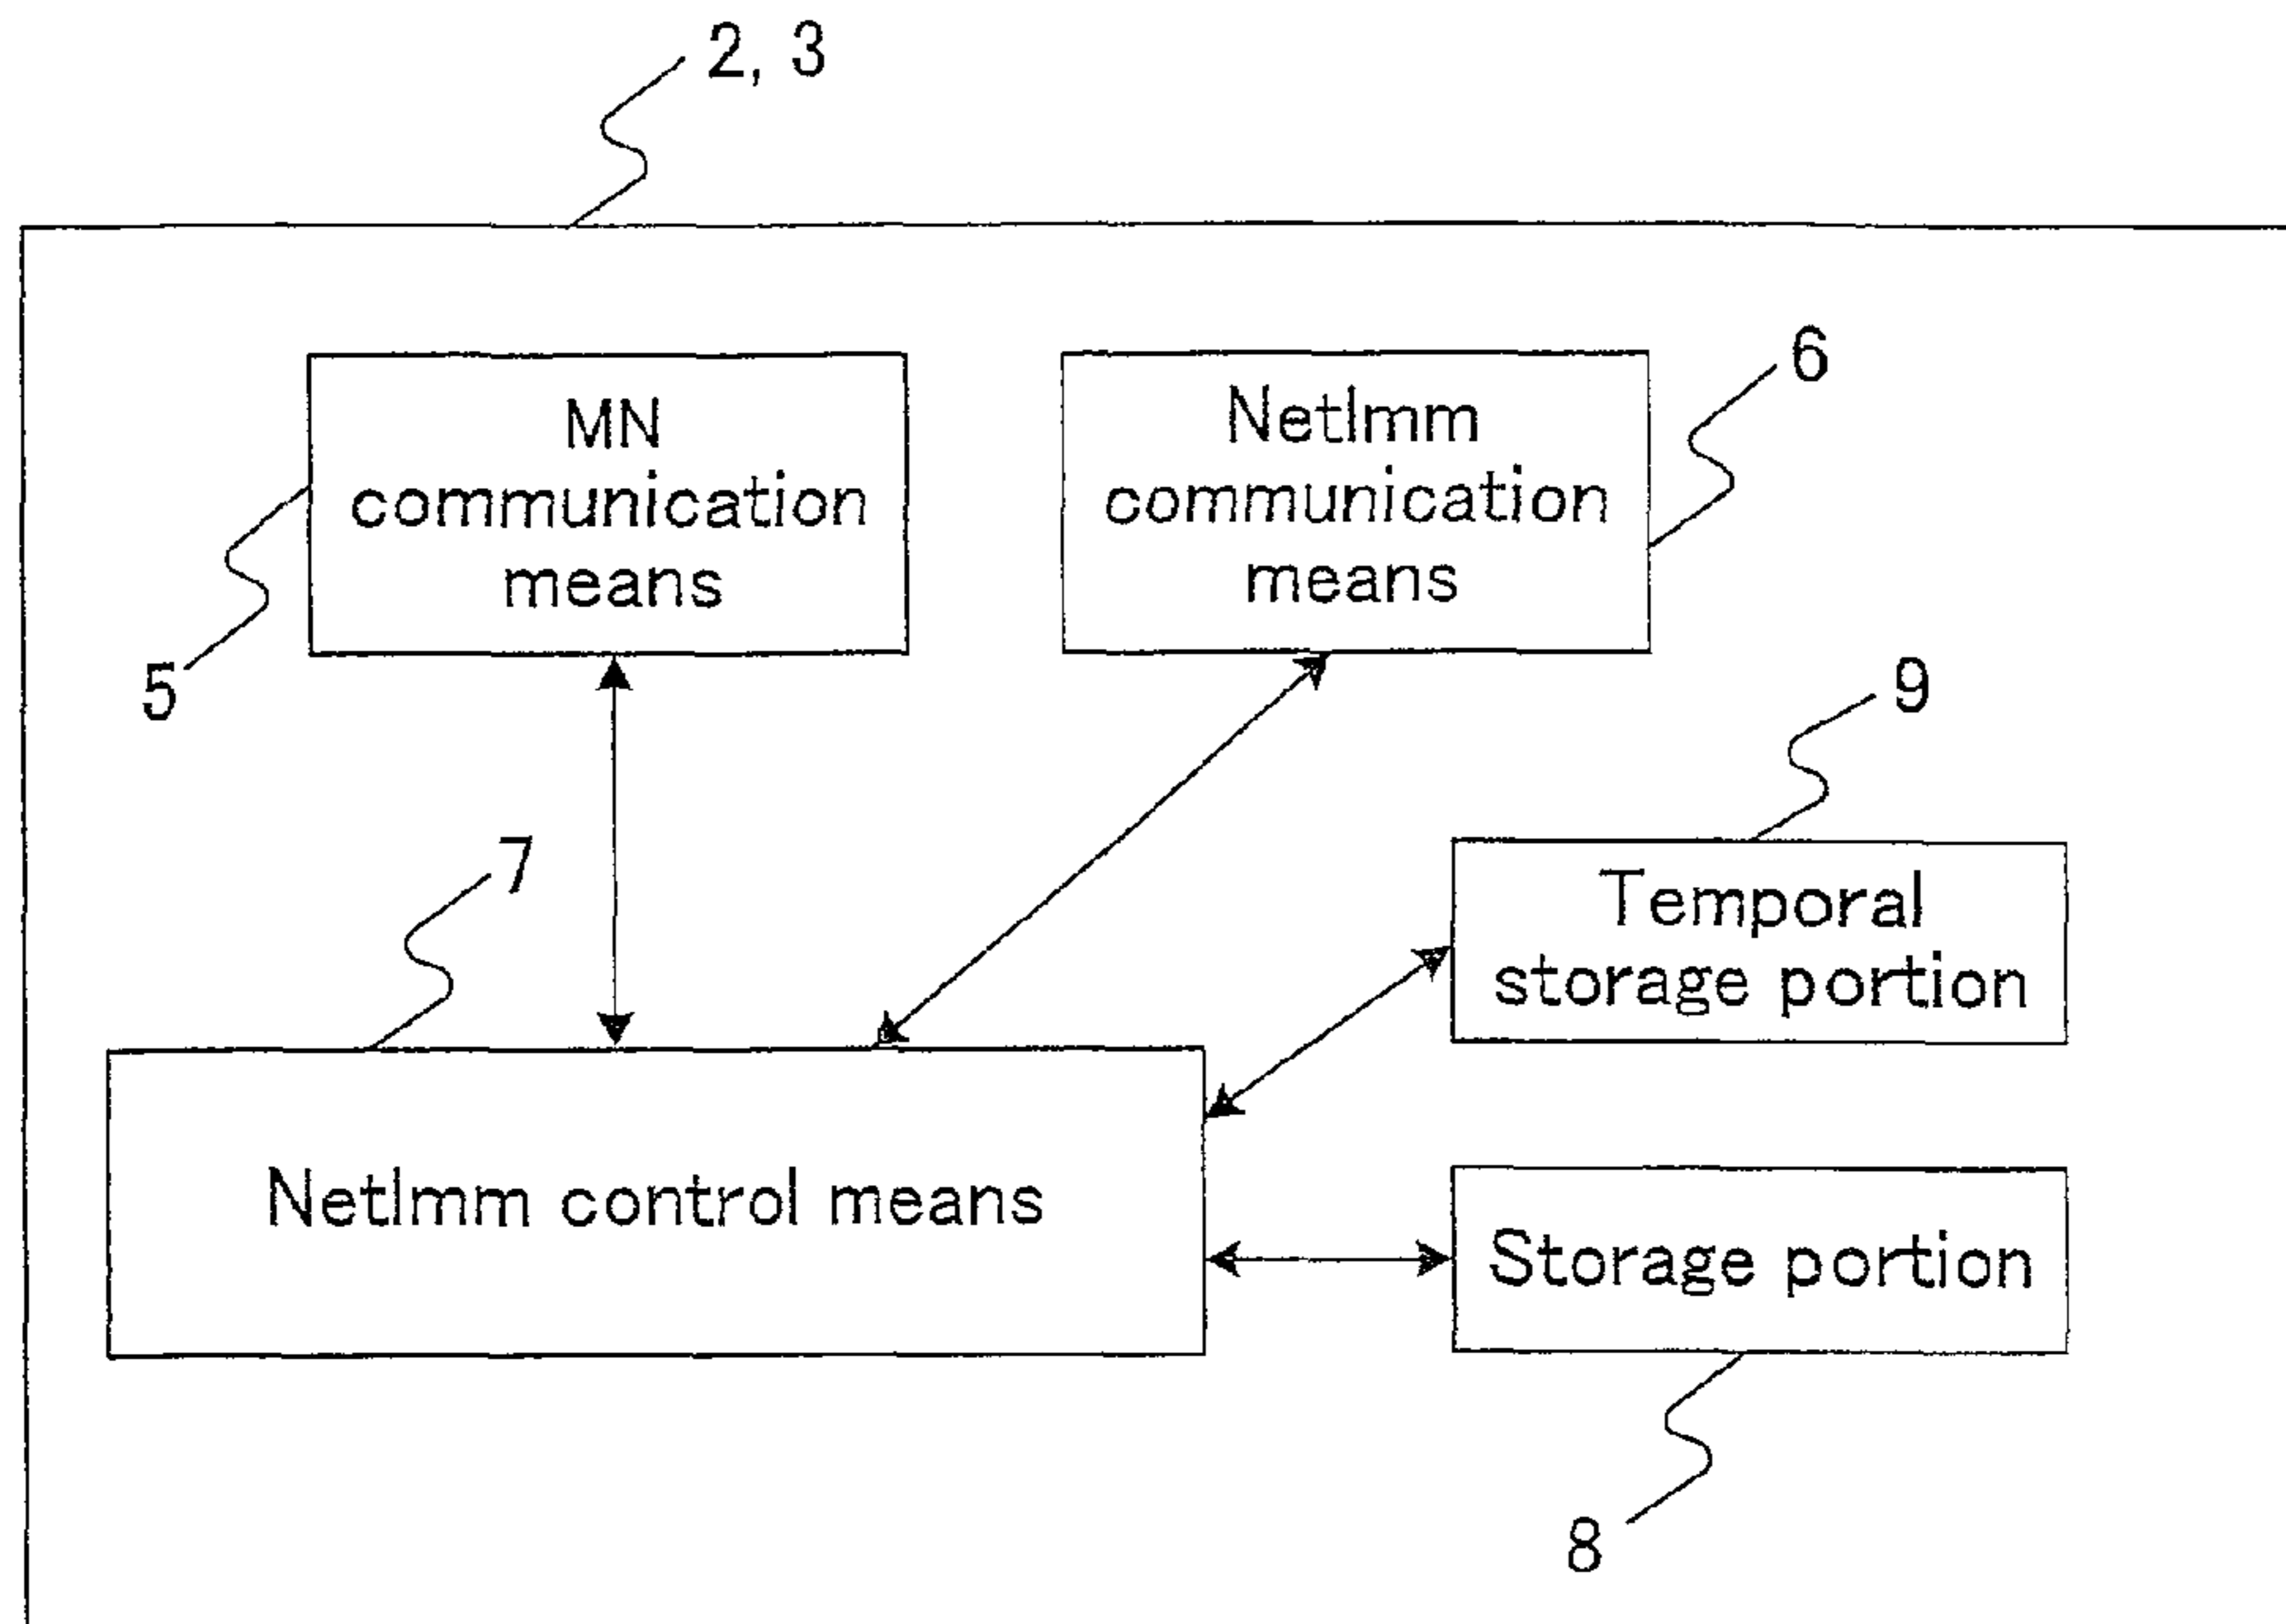 2, 3
MN
communication
means
5
NetImm
communication
means
6
9
Temporal
storage portion
7
NetImm control means
Storage portion
8